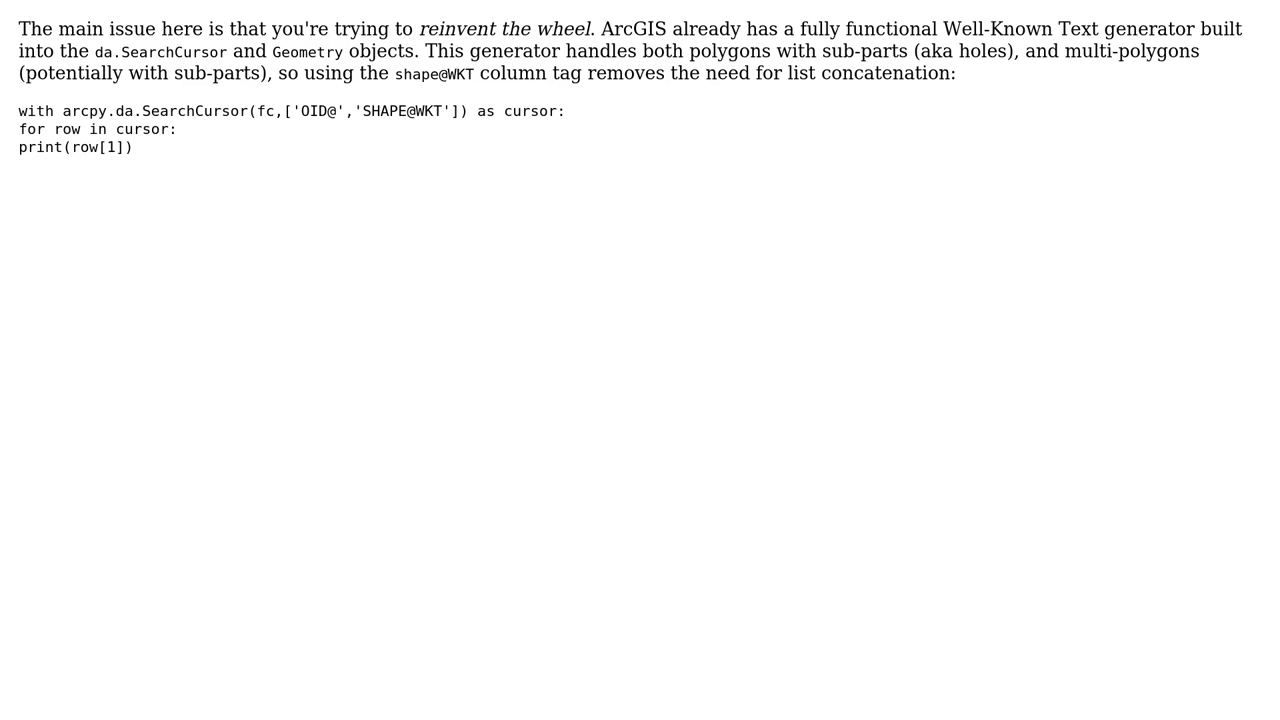 The main issue here is that you're trying to reinvent the wheel. ArcGIS already has a fully functional Well-Known Text generator built
into the da.SearchCursor and Geometry objects. This generator handles both polygons with sub-parts (aka holes), and multi-polygons
(potentially with sub-parts), so using the shape@WKT column tag removes the need for list concatenation:
with arcpy.da.SearchCursor(fc,['OID@','SHAPE@WKT']) as cursor:
for row in cursor:
print(row[1])